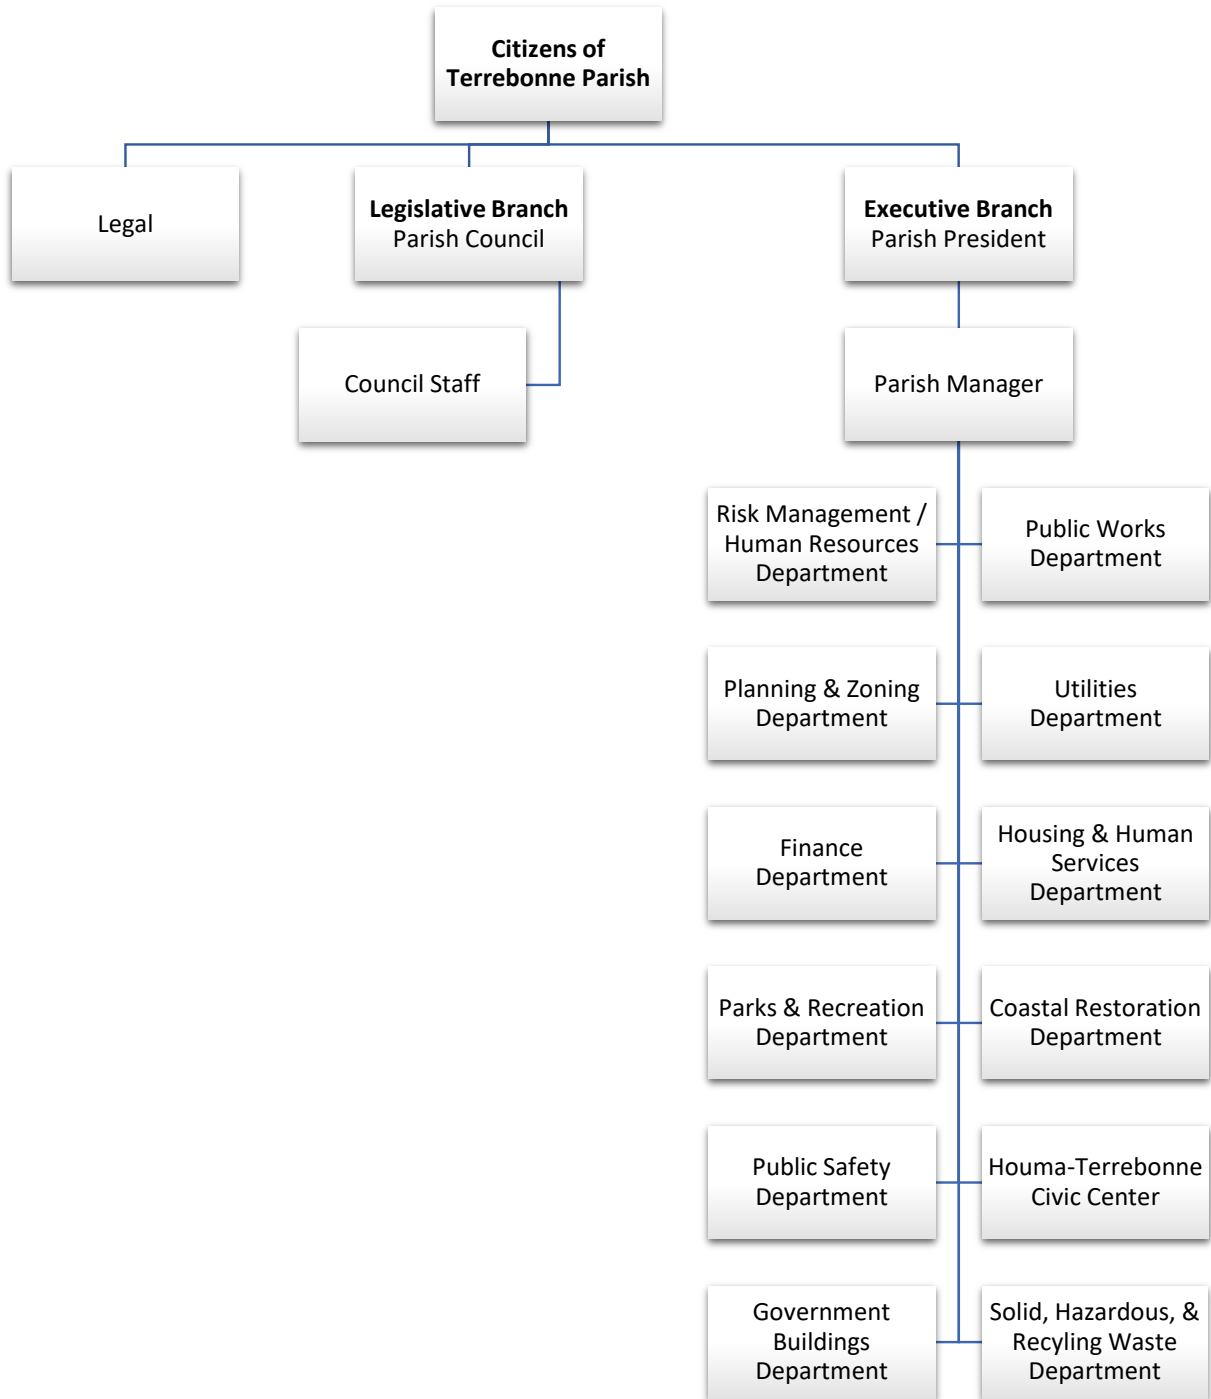 Citizens of
Terrebonne Parish
Legal
Legislative Branch
Parish Council
Executive Branch
Parish President
Council Staff
Parish Manager
Risk Management /
Human Resources
Department
Public Works
Department
Planning & Zoning
Department
Utilities
Department
Finance
Department
Housing & Human
Services
Department
Parks & Recreation
Department
Coastal Restoration
Department
Public Safety
Department
Houma-Terrebonne
Civic Center
Government
Buildings
Department
Solid, Hazardous, &
Recyling Waste
Department